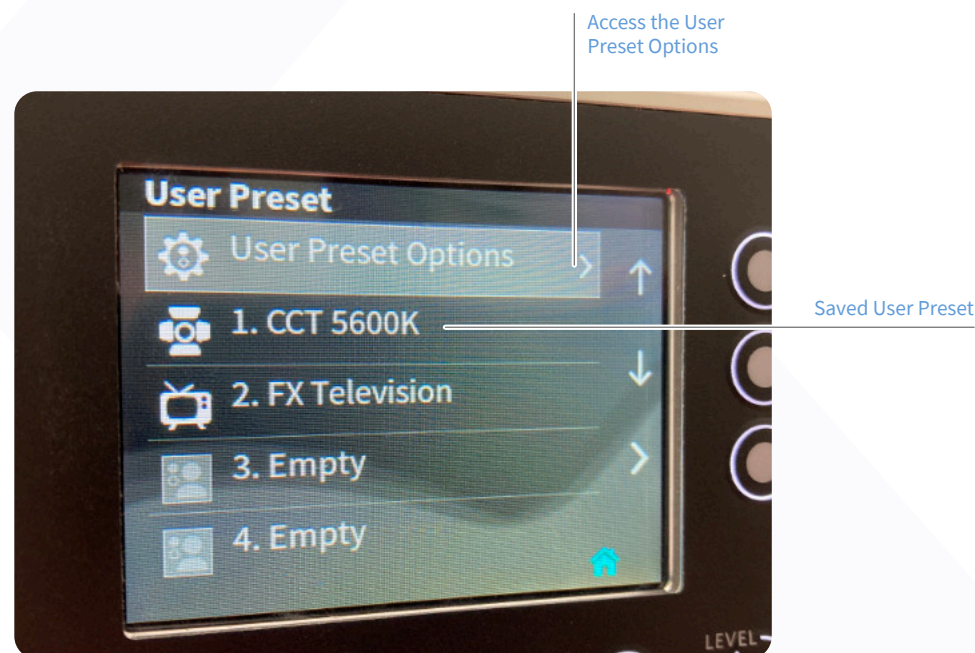 Access the User
Preset Options
User Preset
User Preset Options
1. CCT 5600K
Saved User Preset
2. FX Television
3. Empty
4. Empty
LEVEL